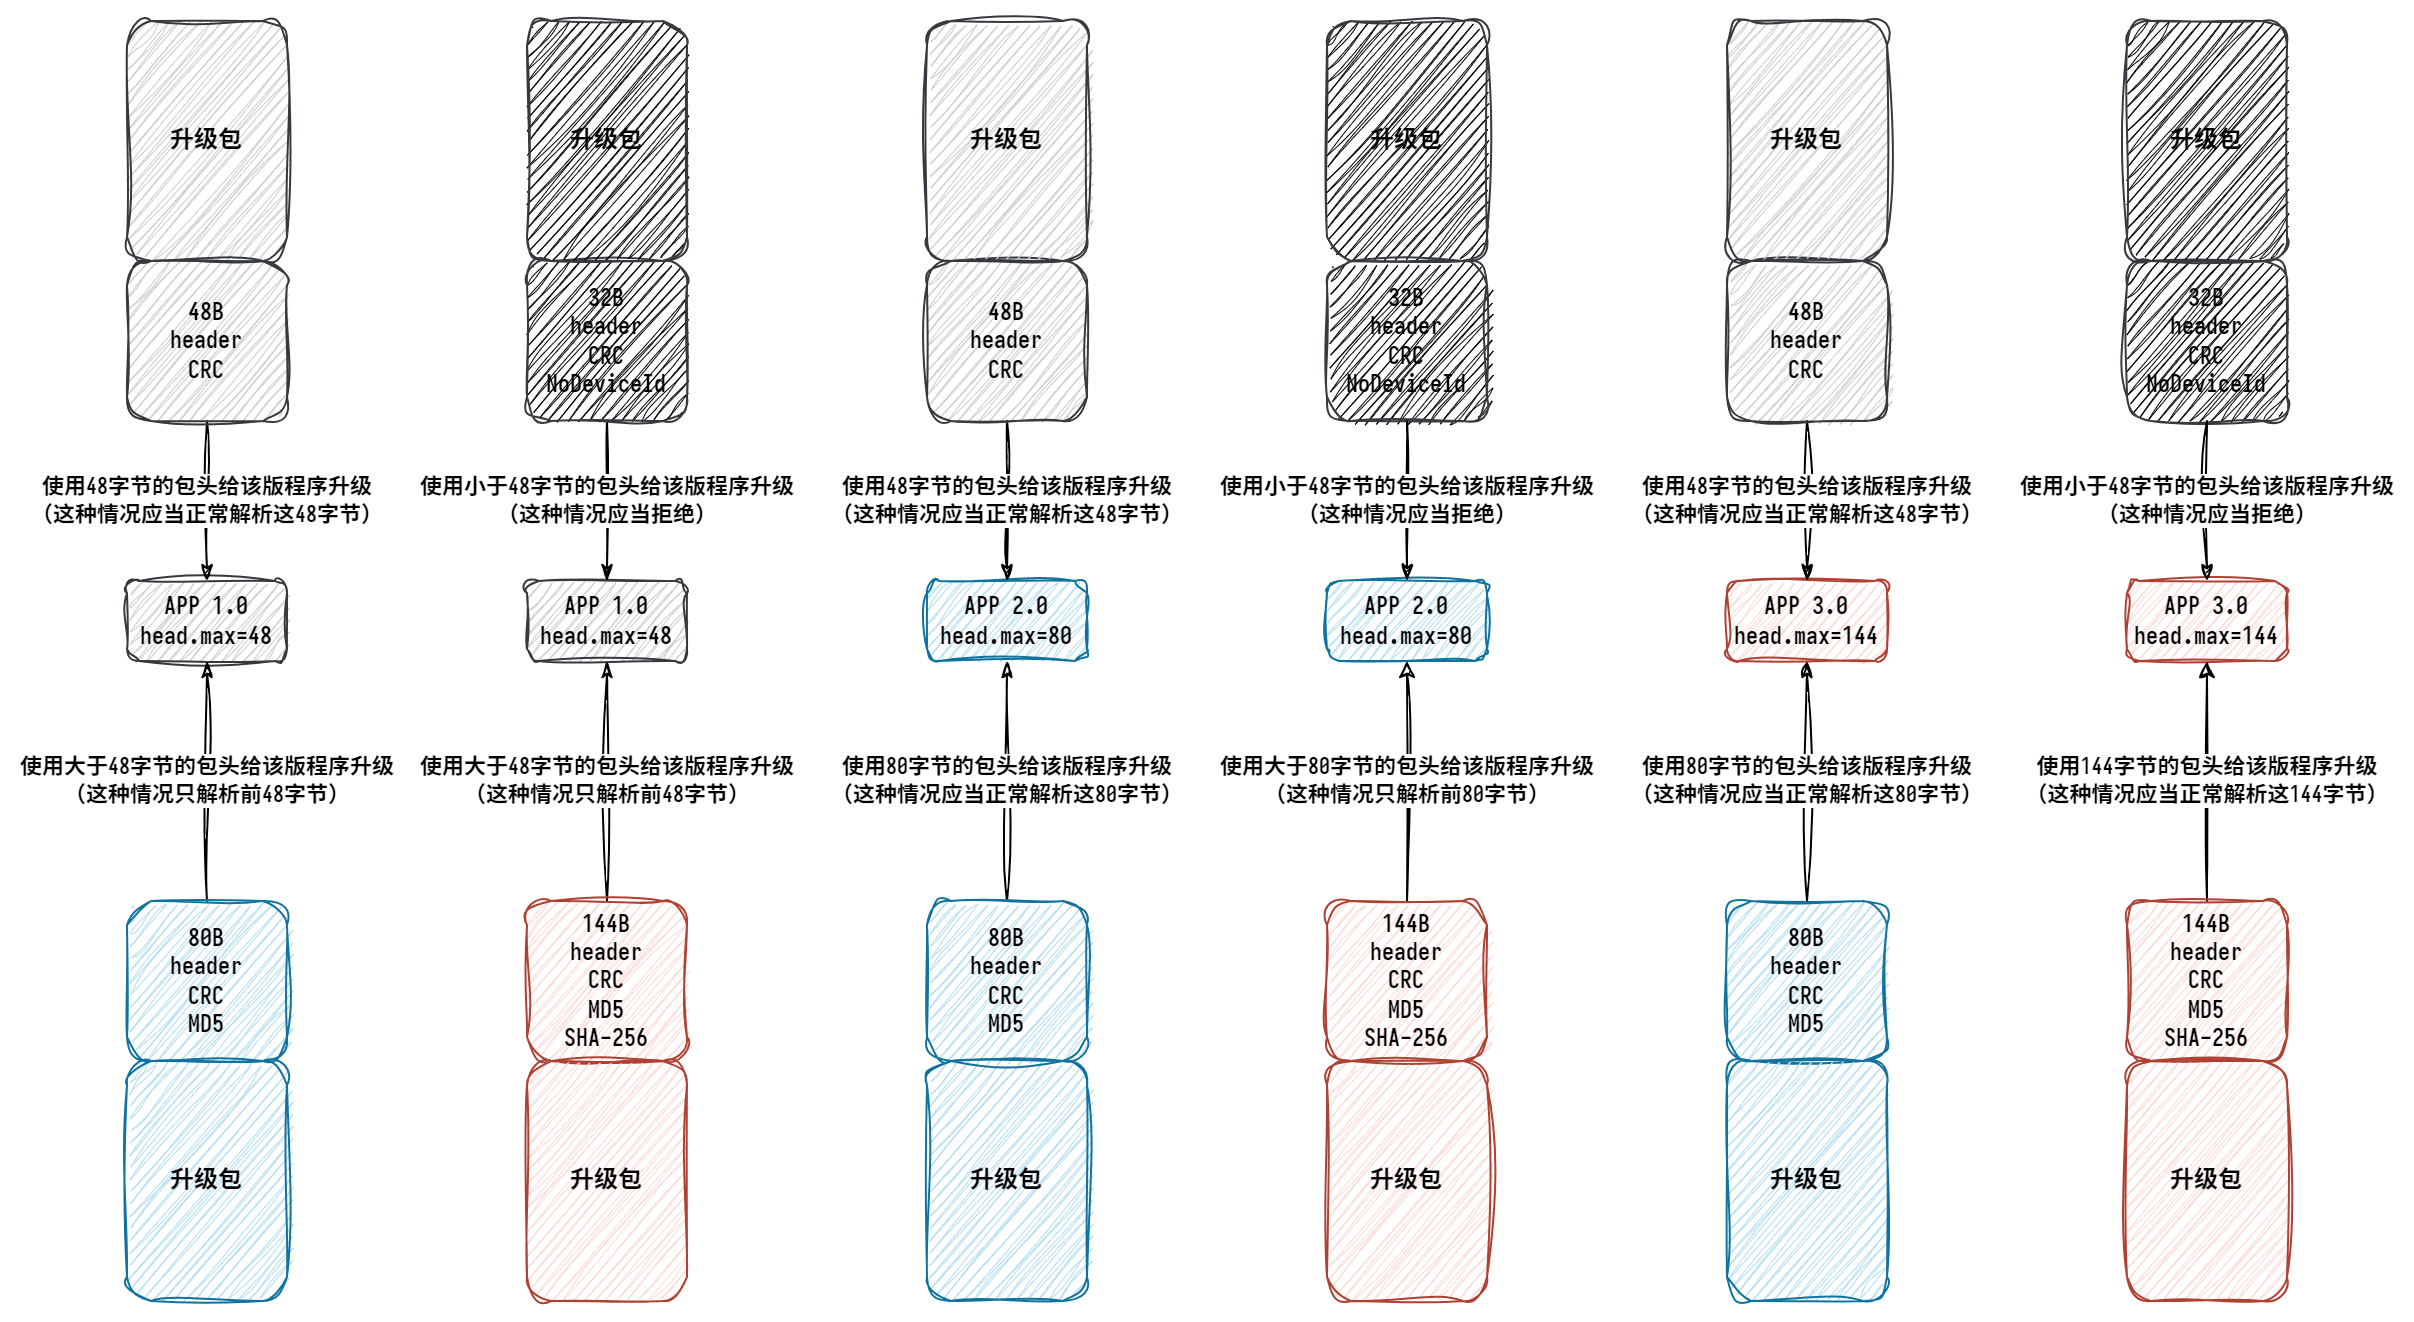 升级包
升级包
升级包
升级包
升级包
升级包
48B
header
CRC
32B
header
CRC
NoDeviceId
48B
header
CRC
32B
header
CRC
NoDeviceId
48B
header
CRC
32B
header
CRC
NoDeviceId
使用48字节的包头给该版程序升级
（这种情况应当正常解析这48字节）
使用小于48字节的包头给该版程序升级
（这种情况应当拒绝）
使用48字节的包头给该版程序升级
（这种情况应当正常解析这48字节）
使用小于48字节的包头给该版程序升级
（这种情况应当拒绝）
使用48字节的包头给该版程序升级
（这种情况应当正常解析这48字节）
使用小于48字节的包头给该版程序升级
（这种情况应当拒绝）
APP 1.0
head.max=48
APP 1.0
head.max=48
APP 2.0
head.max=80
APP 2.0
head.max=80
APP 3.0
head.max=144
APP 3.0
head.max=144
使用大于48字节的包头给该版程序升级
（这种情况只解析前48字节）
使用大于48字节的包头给该版程序升级
（这种情况只解析前48字节）
使用80字节的包头给该版程序升级
（这种情况应当正常解析这80字节）
使用大于80字节的包头给该版程序升级
（这种情况只解析前80字节）
使用80字节的包头给该版程序升级
（这种情况应当正常解析这80字节）
使用144字节的包头给该版程序升级
（这种情况应当正常解析这144字节）
80B
header
CRC
MD5
144B
header
CRC
MD5
SHA-256
80B
header
CRC
MD5
144B
header
CRC
MD5
SHA-256
80B
header
CRC
MD5
144B
header
CRC
MD5
SHA-256
升级包
升级包
升级包
升级包
升级包
升级包